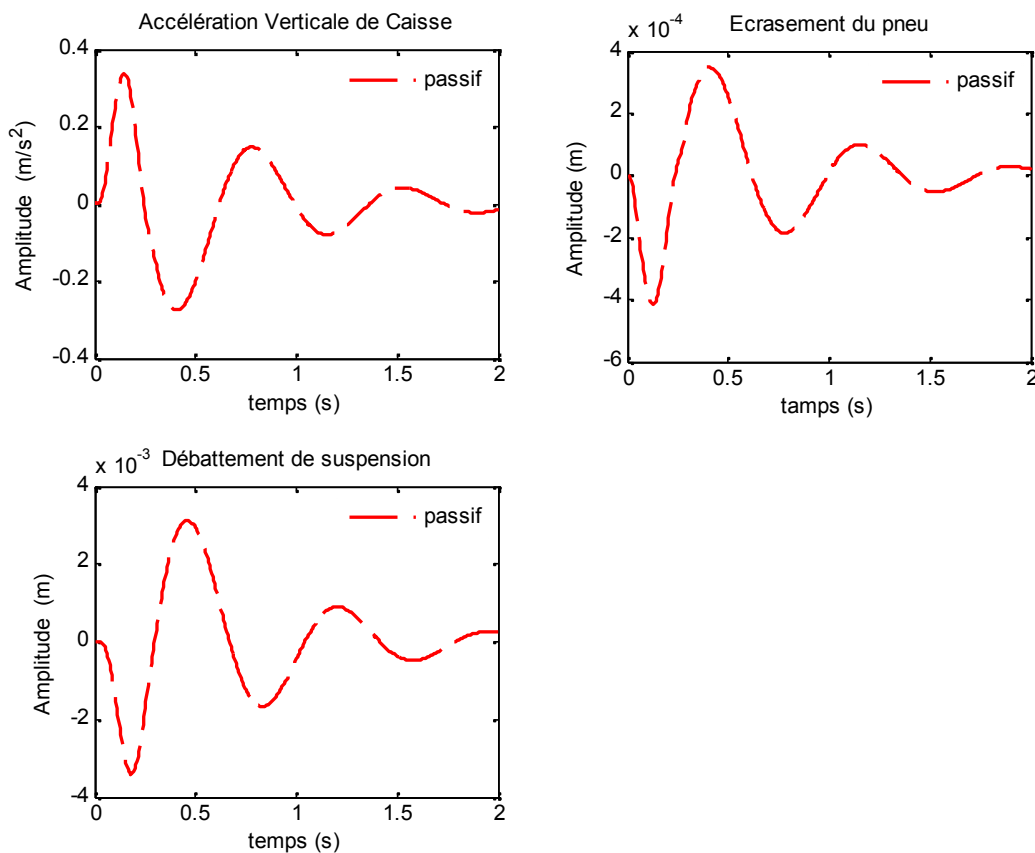 Accélération Verticale de Caisse
0.4
0.2
0
-0.2
-0.4
Amplitude (m/s²)
passif
0 0.5 1 1.5 2
temps (s)
Ecrasement du pneu
x 10⁻⁴
4
2
0
-2
-4
-6
Amplitude (m)
passif
0 0.5 1 1.5 2
tamps (s)
Débattement de suspension
x 10⁻³
4
2
0
-2
-4
Amplitude (m)
passif
0 0.5 1 1.5 2
temps (s)